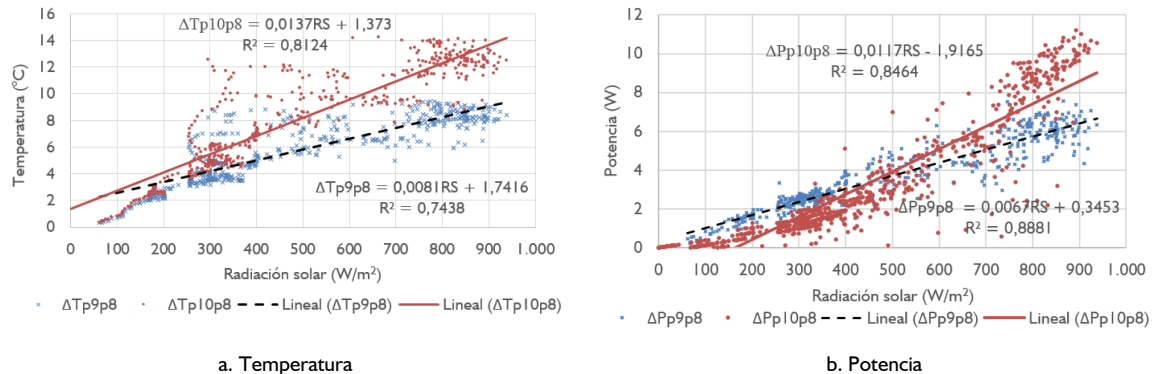 ΔTp10p8 = 0,0137RS + 1,373
R² = 0,8124
16
14
12
10
8
6
4
2
0
Temperatura (°C)
ΔTp9p8 = 0,0081RS + 1,7416
R² = 0,7438
0 100 200 300 400 500 600 700 800 900 1.000
Radiación solar (W/m²)
ΔTp9p8 ΔTp10p8 Lineal (ΔTp9p8) Lineal (ΔTp10p8)
a. Temperatura
12
10
8
6
4
2
0
Potencia (W)
ΔPp10p8 = 0,0117RS - 1,9165
R² = 0,8464
ΔPp9p8 = 0,0067RS + 0,3453
R² = 0,8881
0 100 200 300 400 500 600 700 800 900 1.000
Radiación solar (W/m²)
ΔPp9p8 ΔPp10p8 Lineal (ΔPp9p8) Lineal (ΔPp10p8)
b. Potencia